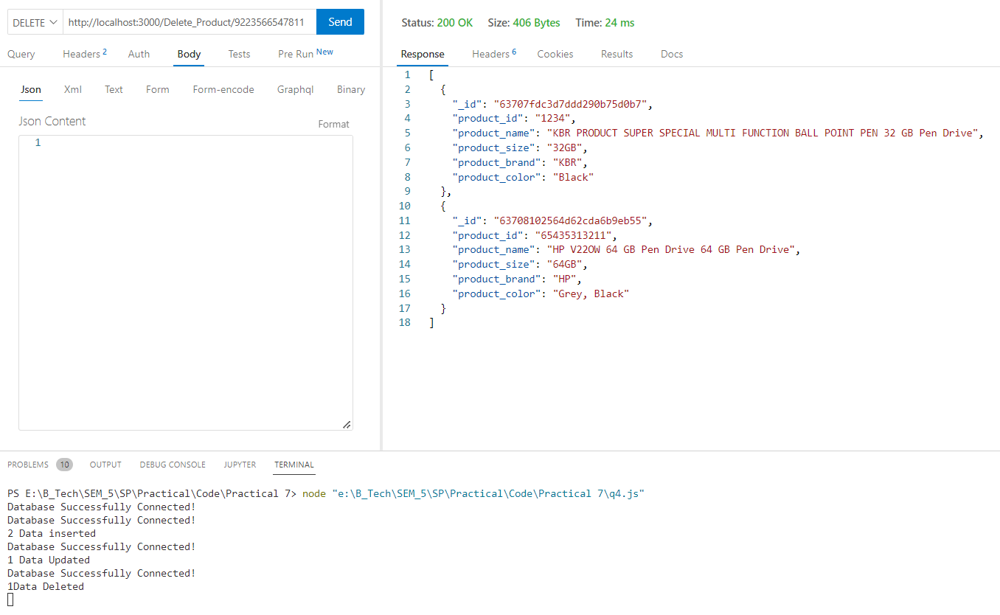 DELETE http://localhost:3000/Delete_Product/9223566547811 Send
Query Headers 2 Auth Body Tests Pre Run New
Json Xml Text Form Form-encode Graphql Binary
Json Content Format
1
Status: 200 OK Size: 406 Bytes Time: 24 ms
Response Headers 6 Cookies Results Docs
1 [
2 {
3 "_id": "63707fdc3d7ddd290b75d0b7",
4 "product_id": "1234",
5 "product_name": "KBR PRODUCT SUPER SPECIAL MULTI FUNCTION BALL POINT PEN 32 GB Pen Drive",
6 "product_size": "32GB",
7 "product_brand": "KBR",
8 "product_color": "Black"
9 },
10 {
11 "_id": "63708102564d62cda6b9eb55",
12 "product_id": "65435313211",
13 "product_name": "HP V22OW 64 GB Pen Drive 64 GB Pen Drive",
14 "product_size": "64GB",
15 "product_brand": "HP",
16 "product_color": "Grey, Black"
17 }
18 ]
PROBLEMS 10 OUTPUT DEBUG CONSOLE JUPYTER TERMINAL
PS E:\B_Tech\SEM_5\SP\Practical\Code\Practical 7> node "e:\B_Tech\SEM_5\SP\Practical\Code\Practical 7\q4.js"
Database Successfully Connected!
Database Successfully Connected!
2 Data inserted
Database Successfully Connected!
1 Data Updated
Database Successfully Connected!
1Data Deleted